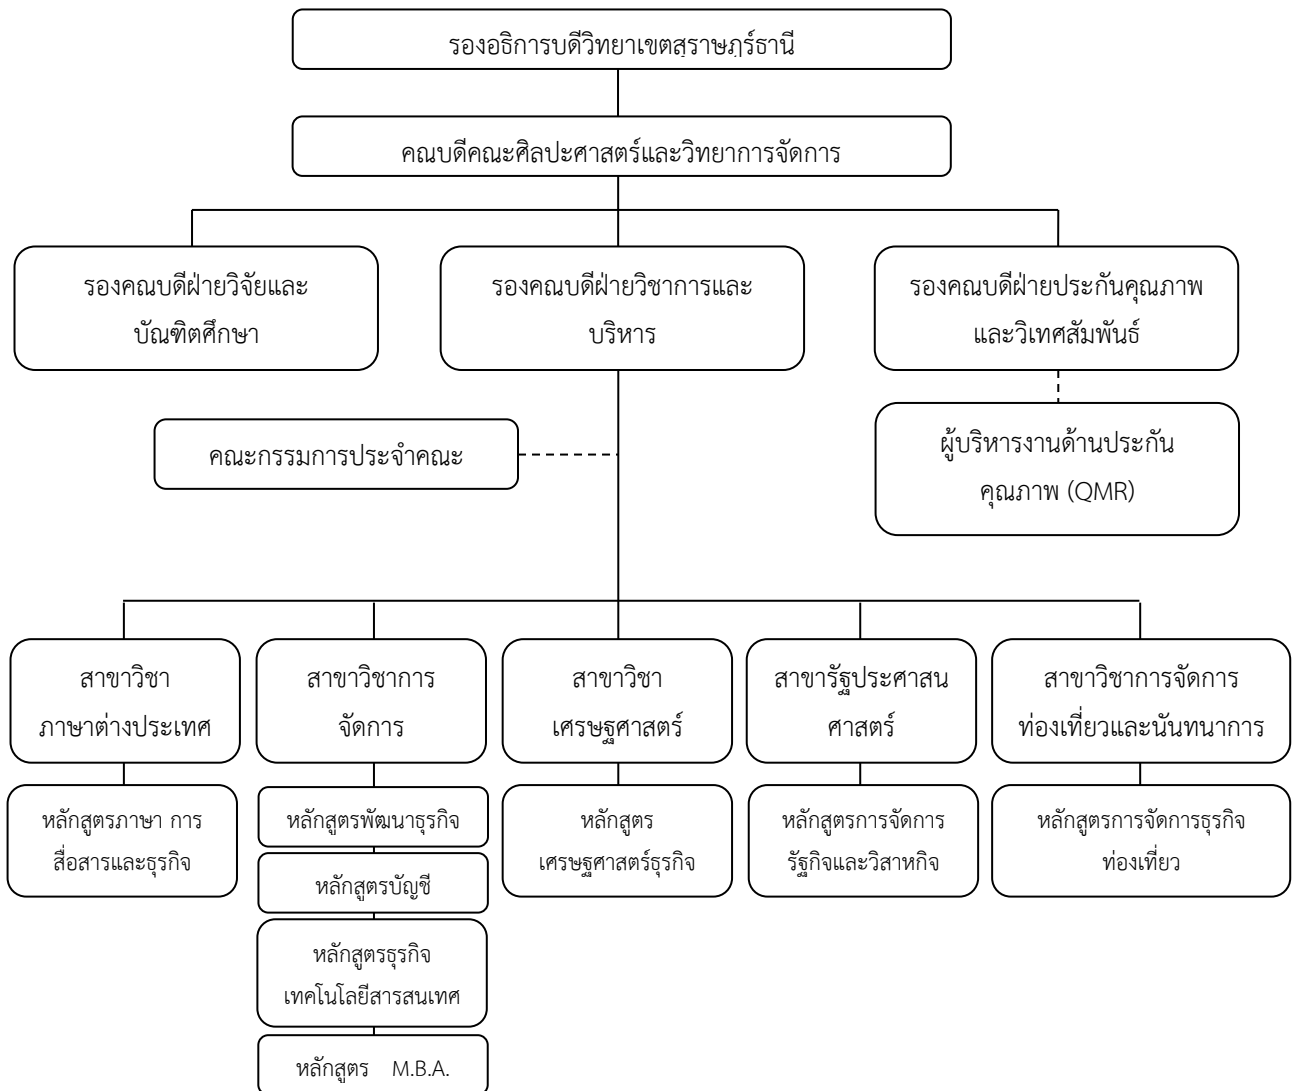 รองอธิการบดีวิทยาเขตสุราษฎร์ธานี
คณบดีคณะศิลปะศาสตร์และวิทยาการจัดการ
รองคณบดีฝ่ายวิจัยและ
บัณฑิตศึกษา
รองคณบดีฝ่ายวิชาการและ
บริหาร
รองคณบดีฝ่ายประกันคุณภาพ
และวิเทศสัมพันธ์
คณะกรรมการประจำคณะ
ผู้บริหารงานด้านประกัน
คุณภาพ (QMR)
สาขาวิชา
ภาษาต่างประเทศ
สาขาวิชาการ
จัดการ
สาขาวิชา
เศรษฐศาสตร์
สาขารัฐประศาสน
ศาสตร์
สาขาวิชาการจัดการ
ท่องเที่ยวและนันทนาการ
หลักสูตรภาษา การ
สื่อสารและธุรกิจ
หลักสูตรพัฒนาธุรกิจ
หลักสูตรบัญชี
หลักสูตรธุรกิจ
เทคโนโลยีสารสนเทศ
หลักสูตร M.B.A.
หลักสูตร
เศรษฐศาสตร์ธุรกิจ
หลักสูตรการจัดการ
รัฐกิจและวิสาหกิจ
หลักสูตรการจัดการธุรกิจ
ท่องเที่ยว